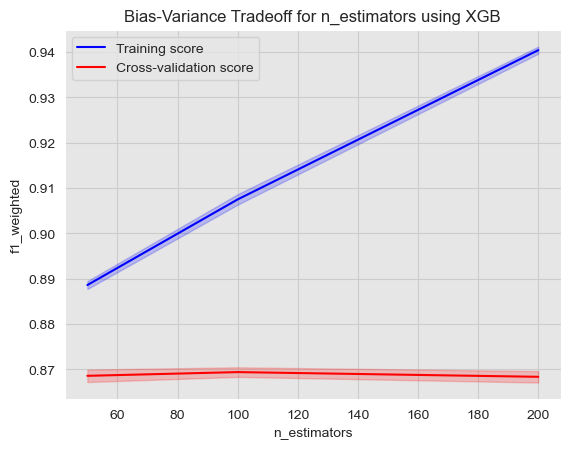 Bias-Variance Tradeoff for n_estimators using XGB
Training score
Cross-validation score
0.94
0.93
0.92
0.91
0.90
0.89
0.88
0.87
f1_weighted
60 80 100 120 140 160 180 200
n_estimators